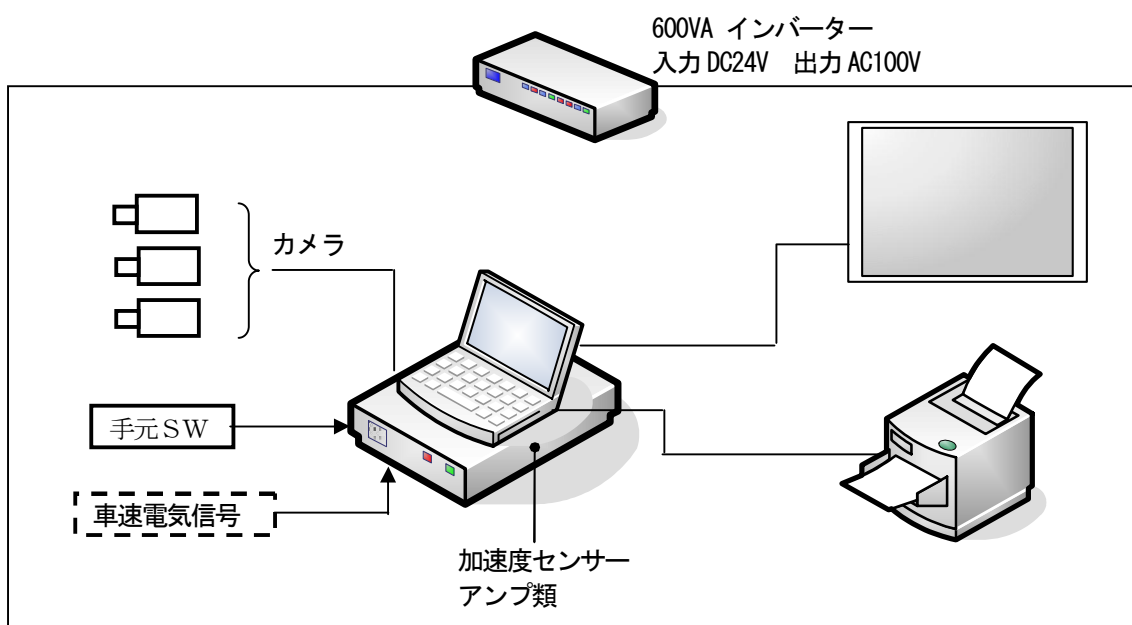 600VA インバーター
入力 DC24V 出力 AC100V
カメラ
手元ＳＷ
車速電気信号
加速度センサー
アンプ類